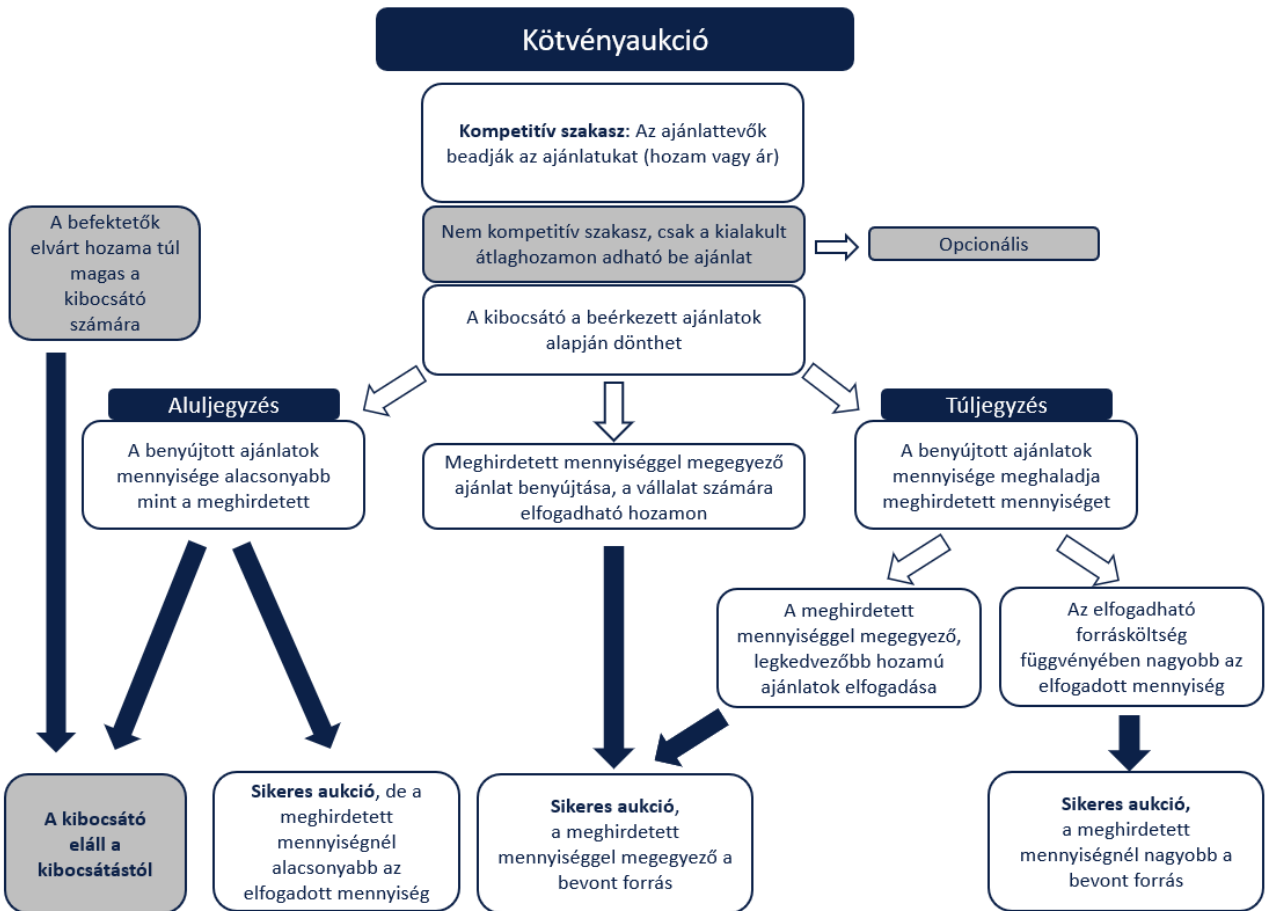 Kötvényaukció
Kompetitív szakasz: Az ajánlattevők
beadják az ajánlatukat (hozam vagy ár)
A befektetők
elvárt hozama túl
magas a
kibocsátó
számára
Nem kompetitív szakasz, csak a kialakult
átlaghozamon adható be ajánlat
Opcionális
A kibocsátó a beérkezett ajánlatok
alapján dönthet
Aluljegyzés
A benyújtott ajánlatok
mennyisége alacsonyabb
mint a meghirdetett
Meghirdetett mennyiséggel megegyező
ajánlat benyújtása, a vállalat számára
elfogadható hozamon
Túljegyzés
A benyújtott ajánlatok
mennyisége meghaladja
meghirdetett mennyiséget
A meghirdetett
mennyiséggel megegyező,
legkedvezőbb hozamú
ajánlatok elfogadása
Az elfogadható
forrásköltség
függvényében nagyobb az
elfogadott mennyiség
A kibocsátó
eláll a
kibocsátástól
Sikeres aukció, de a
meghirdetett
mennyiségnél
alacsonyabb az
elfogadott mennyiség
Sikeres aukció,
a meghirdetett
mennyiséggel megegyező a
bevont forrás
Sikeres aukció,
a meghirdetett
mennyiségnél nagyobb a
bevont forrás